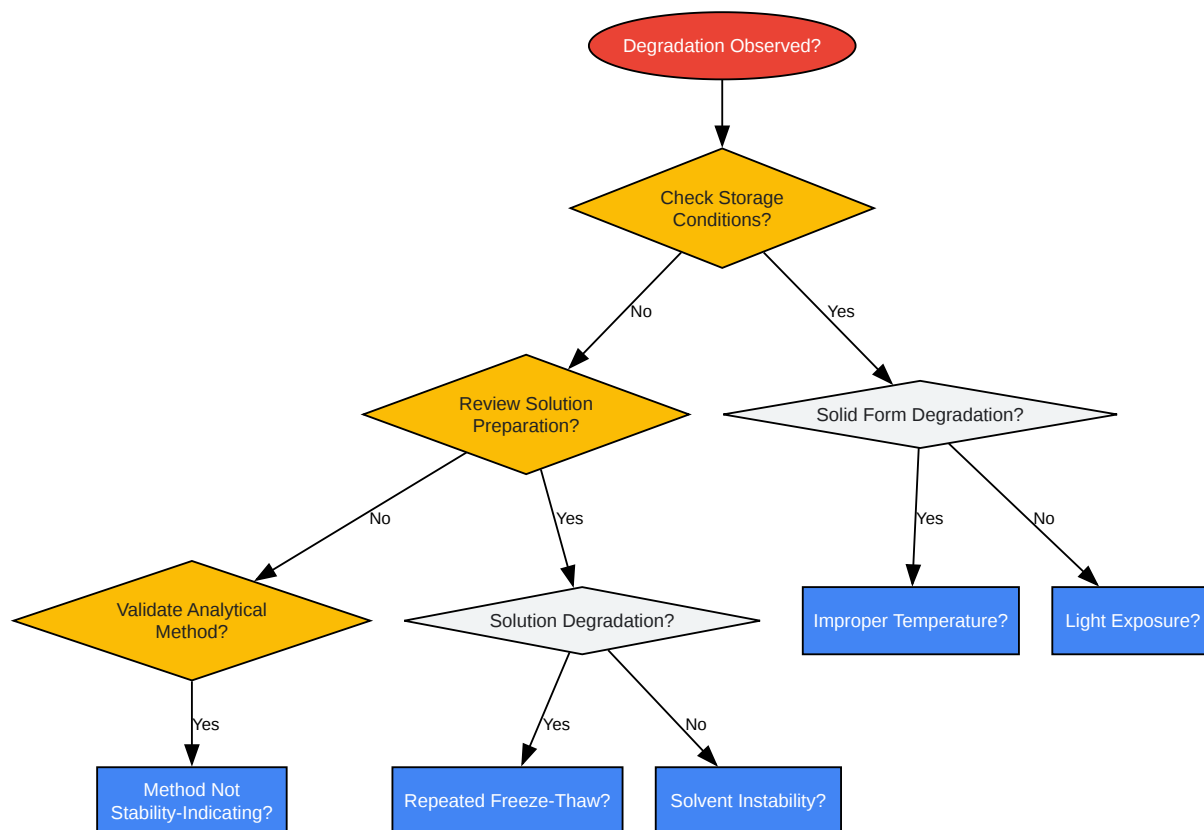 Degradation Observed?
Check Storage
Conditions?
No
Yes
Review Solution
Preparation?
Solid Form Degradation?
No
Yes
Yes
No
Validate Analytical
Method?
Solution Degradation?
Improper Temperature?
Light Exposure?
Yes
Yes
No
Method Not
Stability-Indicating?
Repeated Freeze-Thaw?
Solvent Instability?